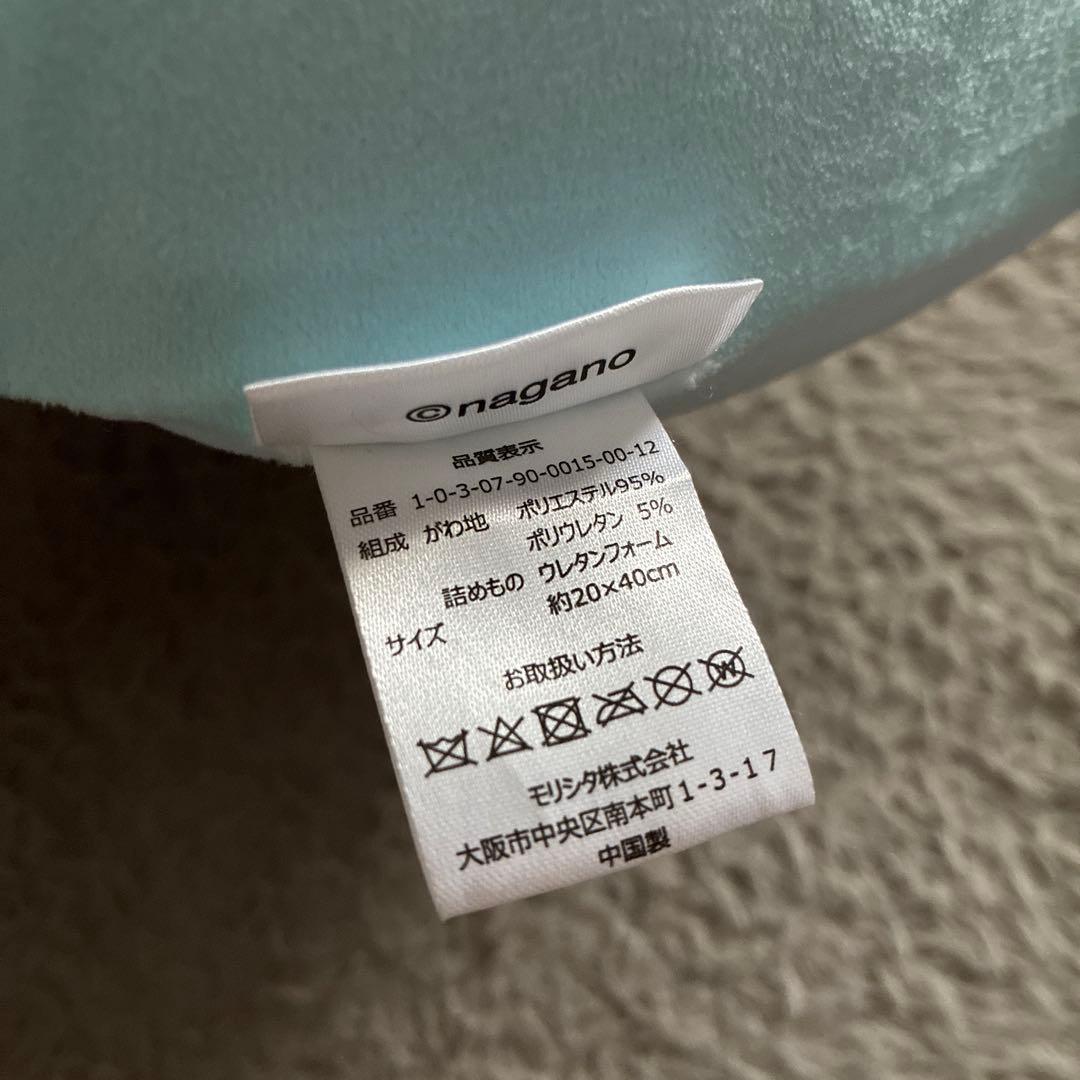 ©nagano
品質表示
品番 1-0-3-07-90-0015-00-12
組成 がわ地 ポリエステル95%
ポリウレタン 5%
詰めもの ウレタンフォーム
サイズ 約20×40cm
お取扱い方法
W
モリシタ株式会社
大阪市中央区南本町1-3-17
中国製